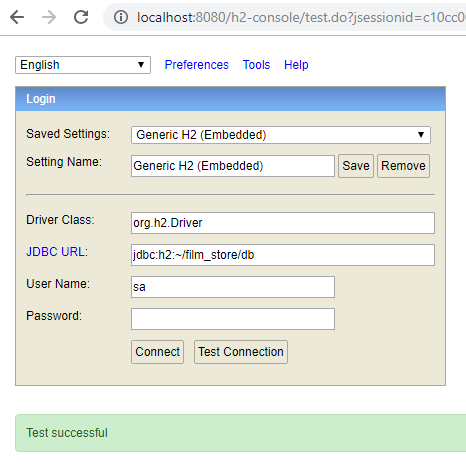 localhost:8080/h2-console/test.do?jsessionid=c10cc0
English Preferences Tools Help
Login
Saved Settings: Generic H2 (Embedded)
Setting Name: Generic H2 (Embedded) Save Remove
Driver Class: org.h2.Driver
JDBC URL: jdbc:h2:~/film_store/db
User Name: sa
Password:
Connect Test Connection
Test successful